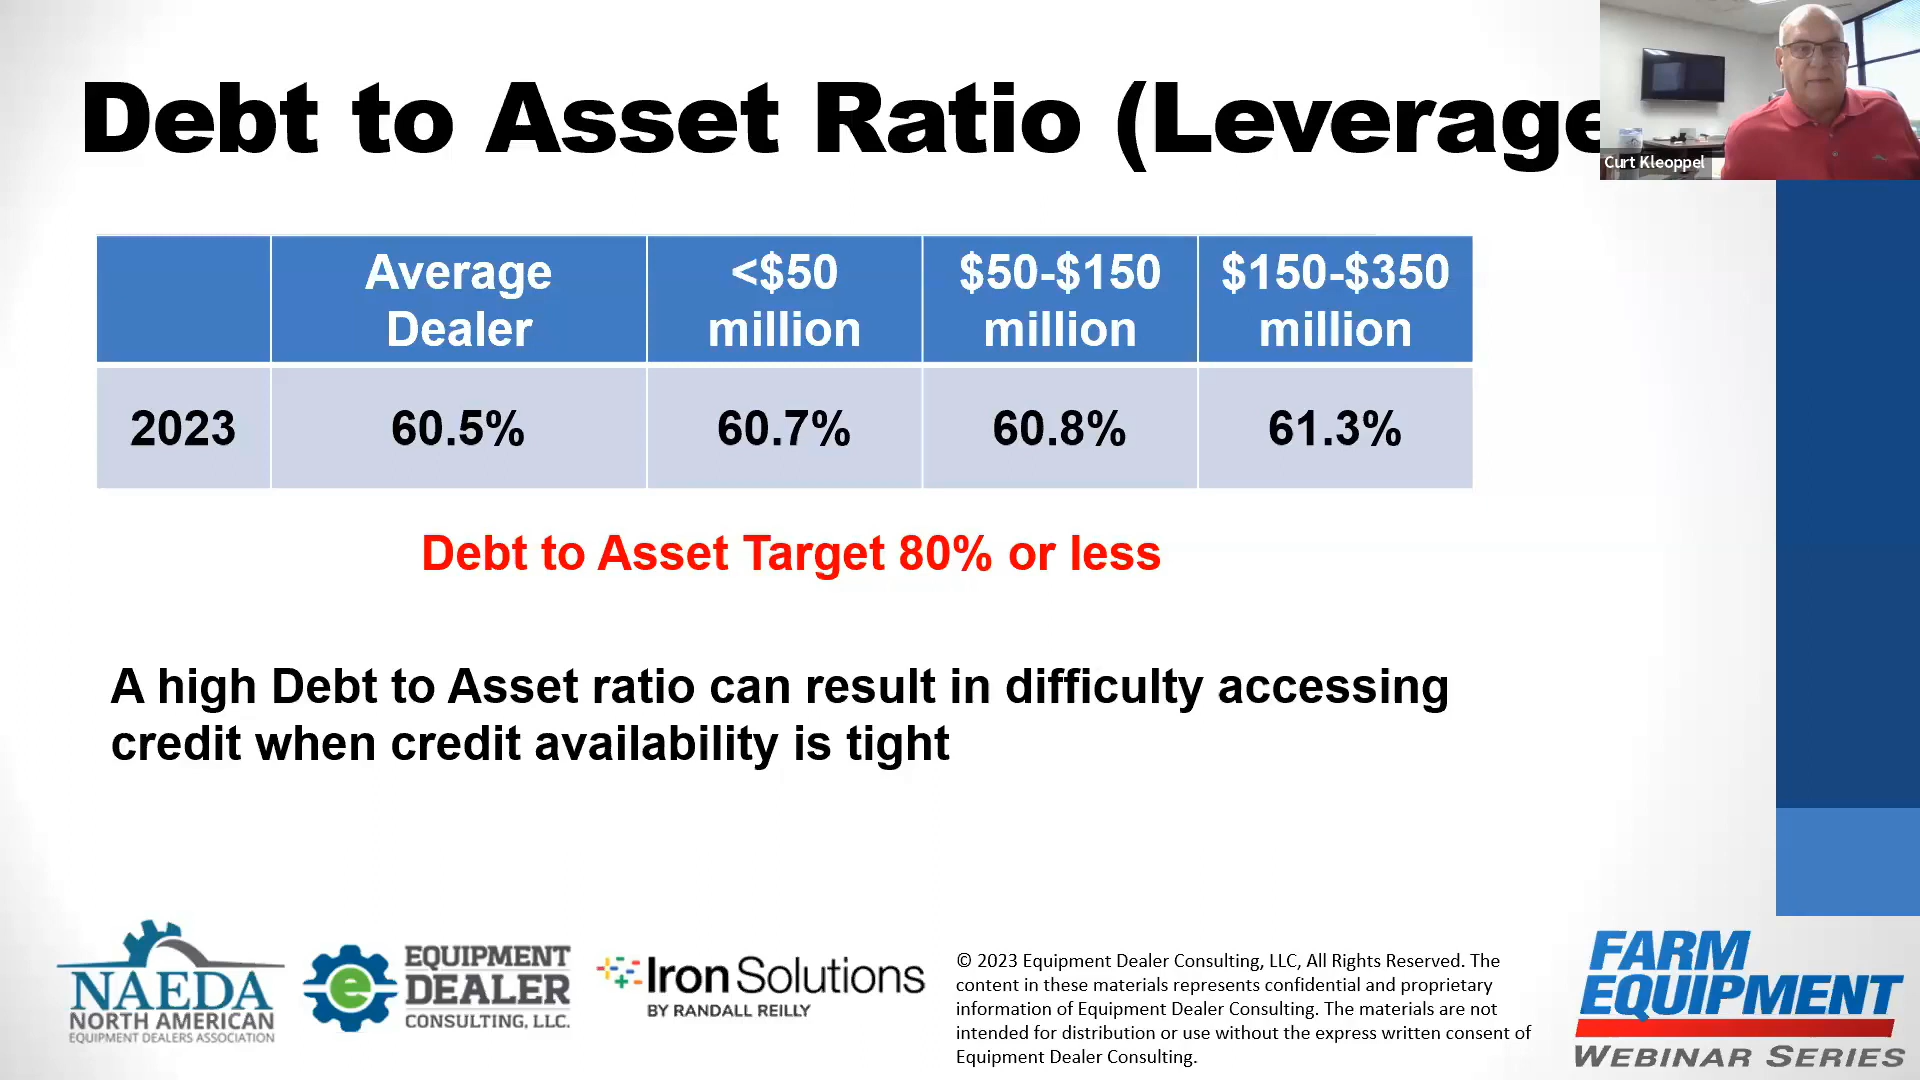 Debt to Asset Ratio (Leverage
Curt Kleoppel
Average Dealer
<$50 million
$50-$150 million
$150-$350 million
2023
60.5%
60.7%
60.8%
61.3%
Debt to Asset Target 80% or less
A high Debt to Asset ratio can result in difficulty accessing
credit when credit availability is tight
NAEDA
NORTH AMERICAN
EQUIPMENT DEALERS ASSOCIATION
e
EQUIPMENT
DEALER
CONSULTING, LLC.
Iron Solutions
BY RANDALL REILLY
© 2023 Equipment Dealer Consulting, LLC, All Rights Reserved. The
content in these materials represents confidential and proprietary
information of Equipment Dealer Consulting. The materials are not
intended for distribution or use without the express written consent of
Equipment Dealer Consulting.
FARM
EQUIPMENT
WEBINAR SERIES